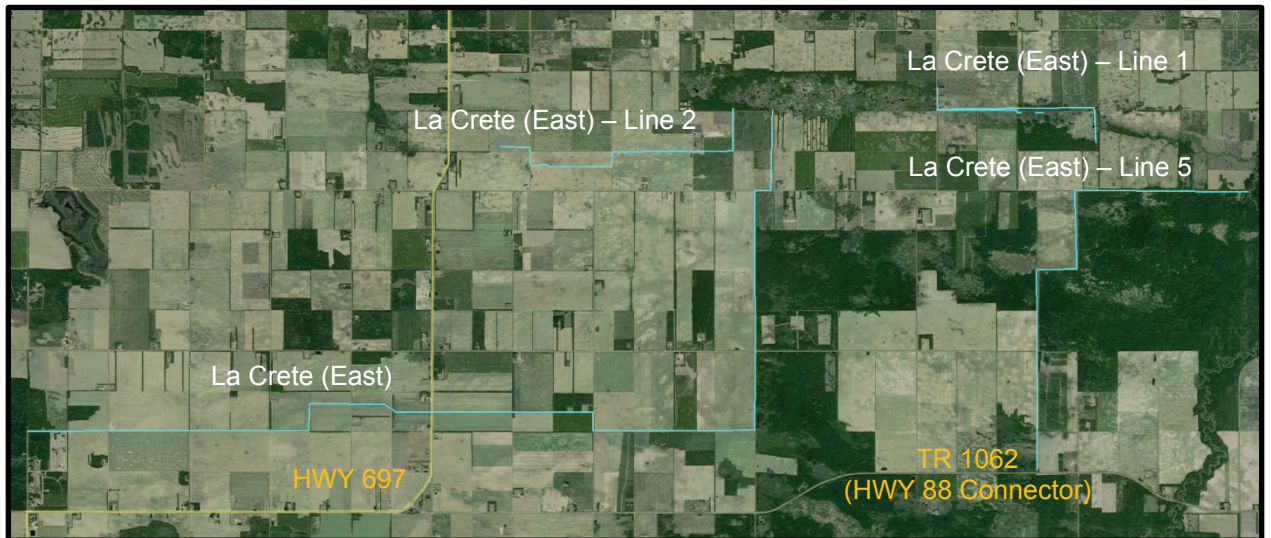 La Crete (East) – Line 1
La Crete (East) – Line 2
La Crete (East) – Line 5
La Crete (East)
HWY 697
TR 1062
(HWY 88 Connector)